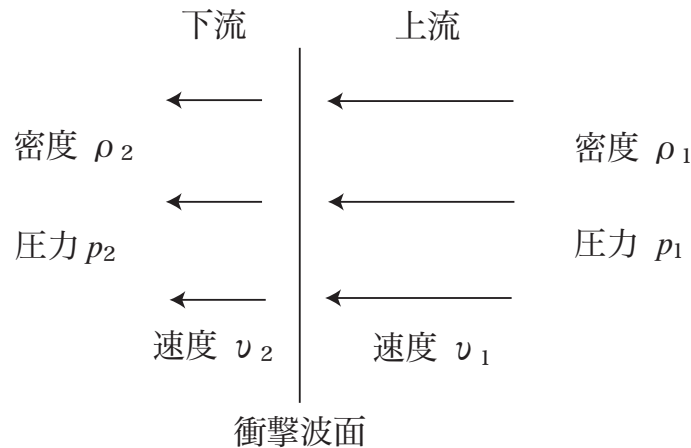 下流
上流
密度 ρ2
密度 ρ1
圧力 p2
圧力 p1
速度 υ2
速度 υ1
衝撃波面